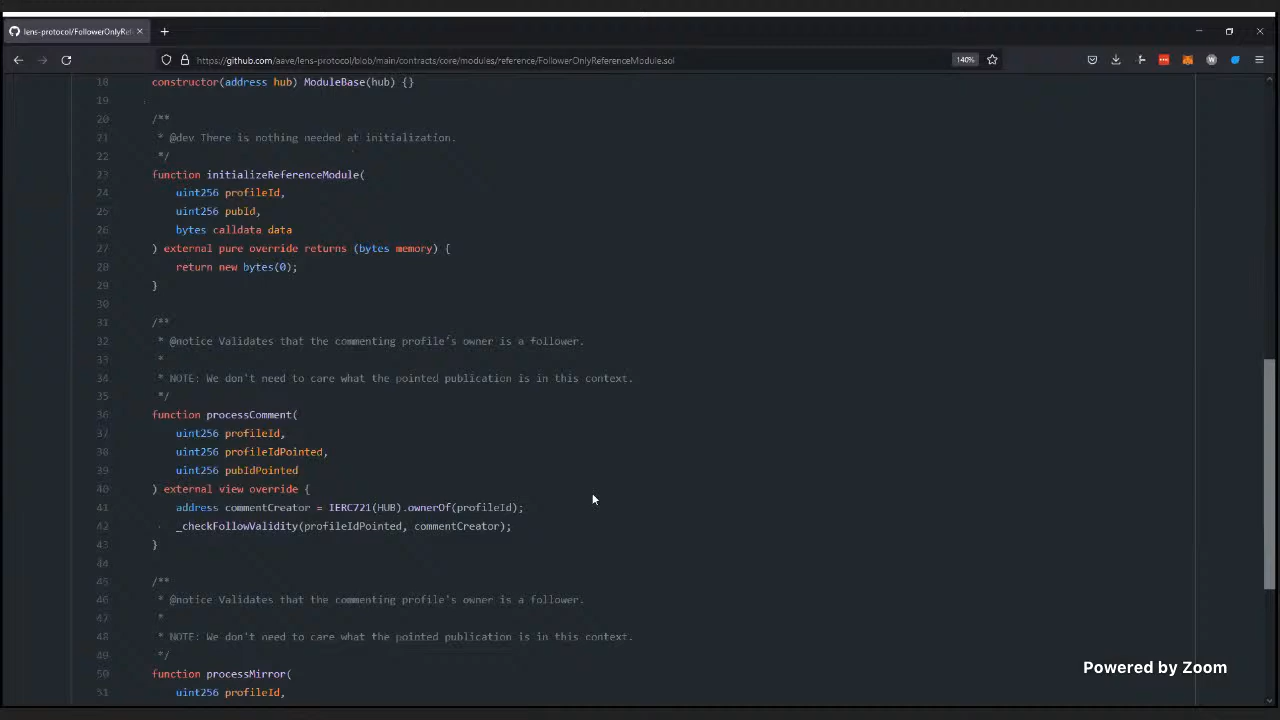 lens-protocol/FollowerOnlyRef
https://github.com/aave/lens-protocol/blob/main/contracts/core/modules/reference/FollowerOnlyReferenceModule.sol
140%
18 constructor(address hub) ModuleBase(hub) {}
19
20 /**
21 * @dev There is nothing needed at initialization.
22 */
23 function initializeReferenceModule(
24 uint256 profileId,
25 uint256 pubId,
26 bytes calldata data
27 ) external pure override returns (bytes memory) {
28 return new bytes(0);
29 }
30
31 /**
32 * @notice Validates that the commenting profile's owner is a follower.
33 *
34 * NOTE: We don't need to care what the pointed publication is in this context.
35 */
36 function processComment(
37 uint256 profileId,
38 uint256 profileIdPointed,
39 uint256 pubIdPointed
40 ) external view override {
41 address commentCreator = IERC721(HUB).ownerOf(profileId);
42 _checkFollowValidity(profileIdPointed, commentCreator);
43 }
44
45 /**
46 * @notice Validates that the commenting profile's owner is a follower.
47 *
48 * NOTE: We don't need to care what the pointed publication is in this context.
49 */
50 function processMirror(
51 uint256 profileId,
Powered by Zoom